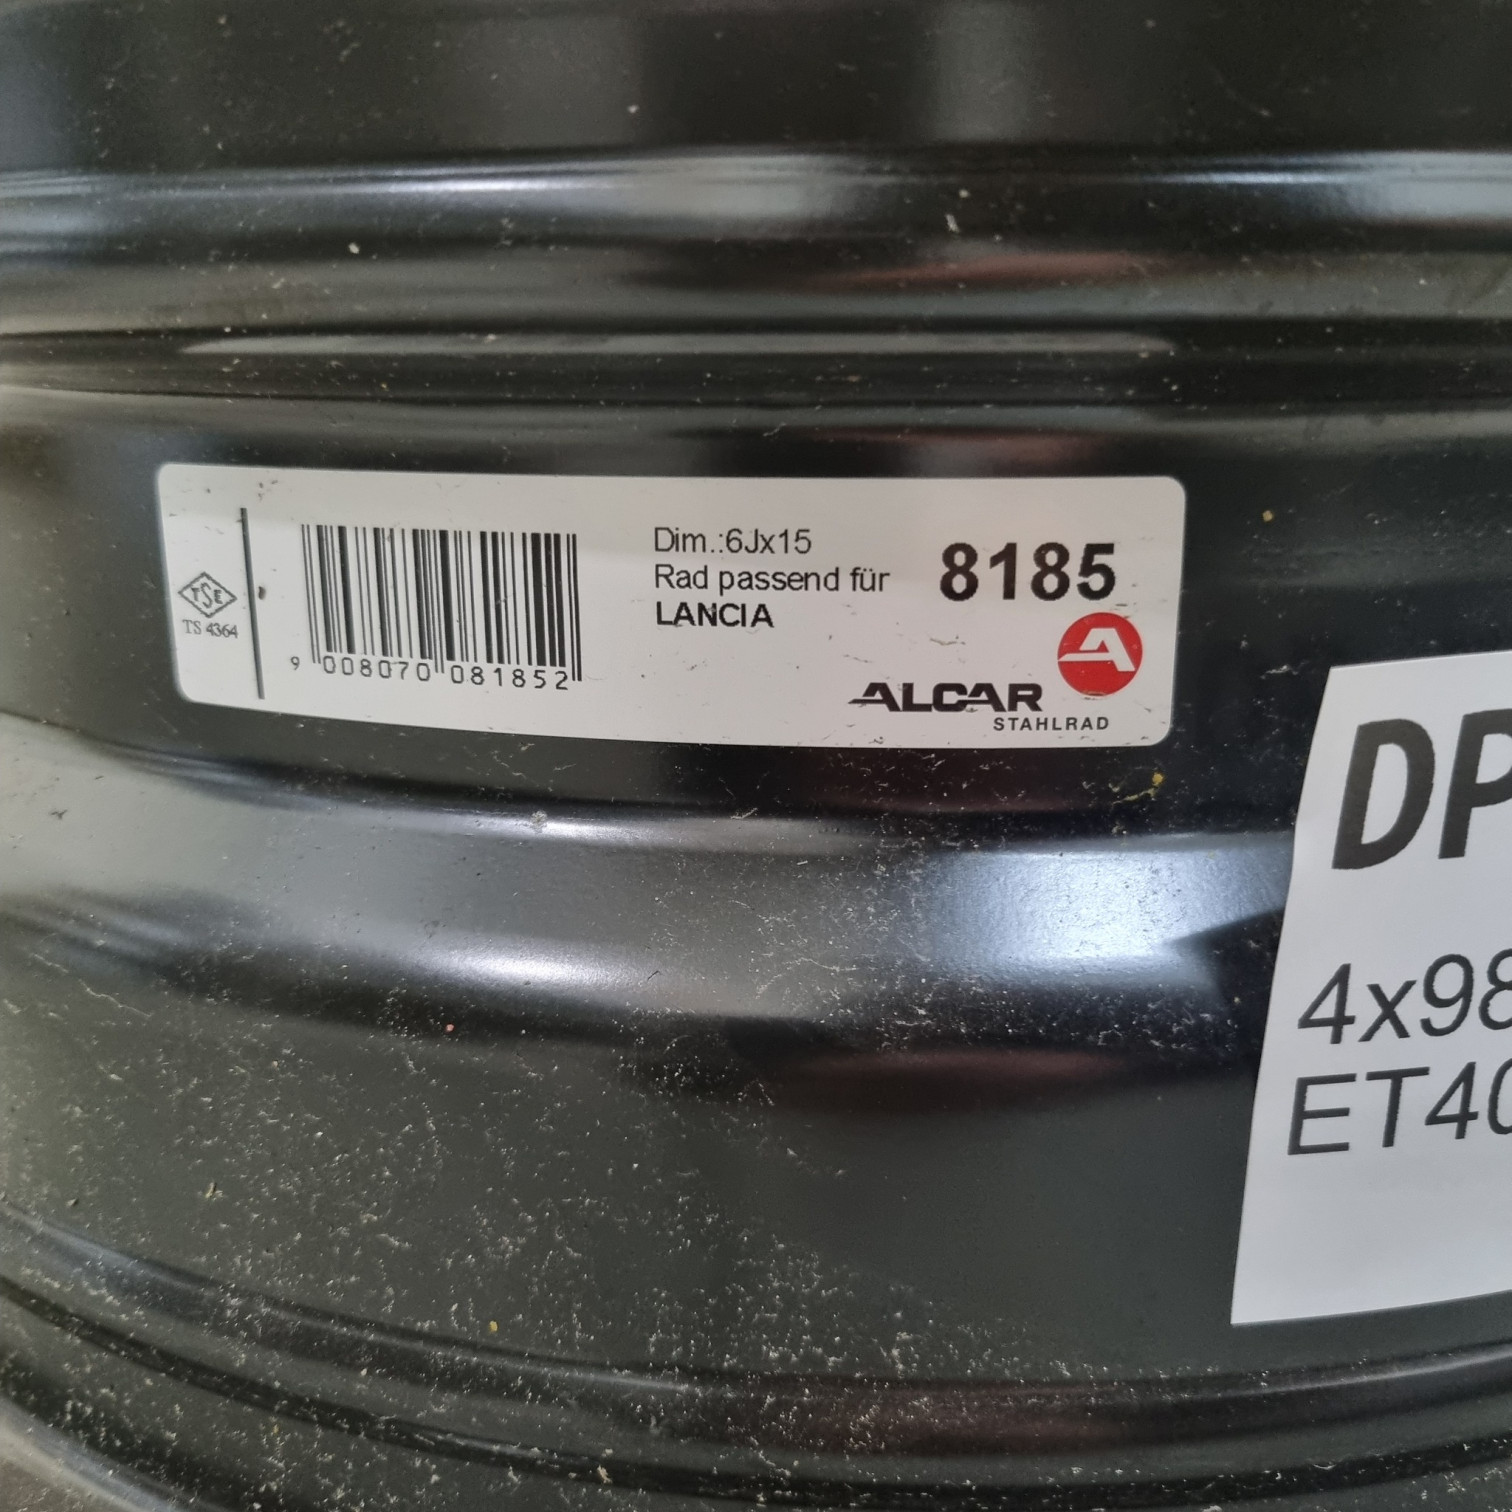 TSE
TS 4364
9 008070 081852
Dim.:6Jx15
Rad passend für
LANCIA
8185
A
ALCAR
STAHLRAD
DP
4x98
ET40